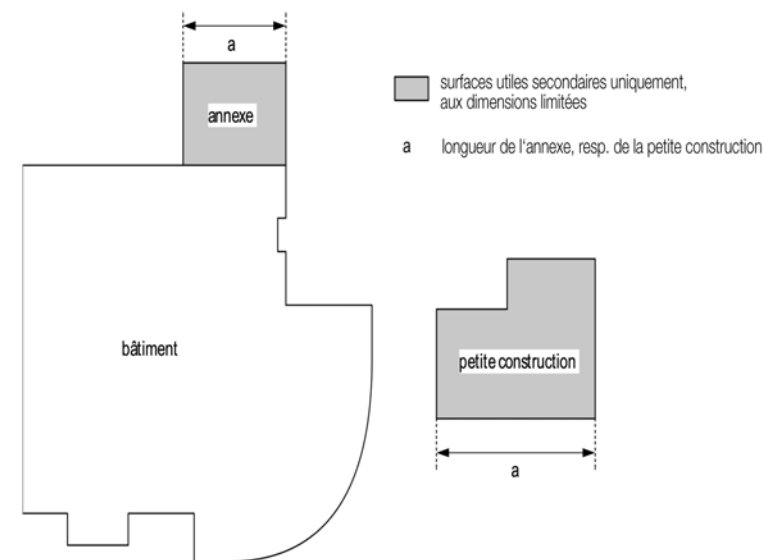 a
annexe
surfaces utiles secondaires uniquement,
aux dimensions limitées
a longueur de l'annexe, resp. de la petite construction
bâtiment
petite construction
a